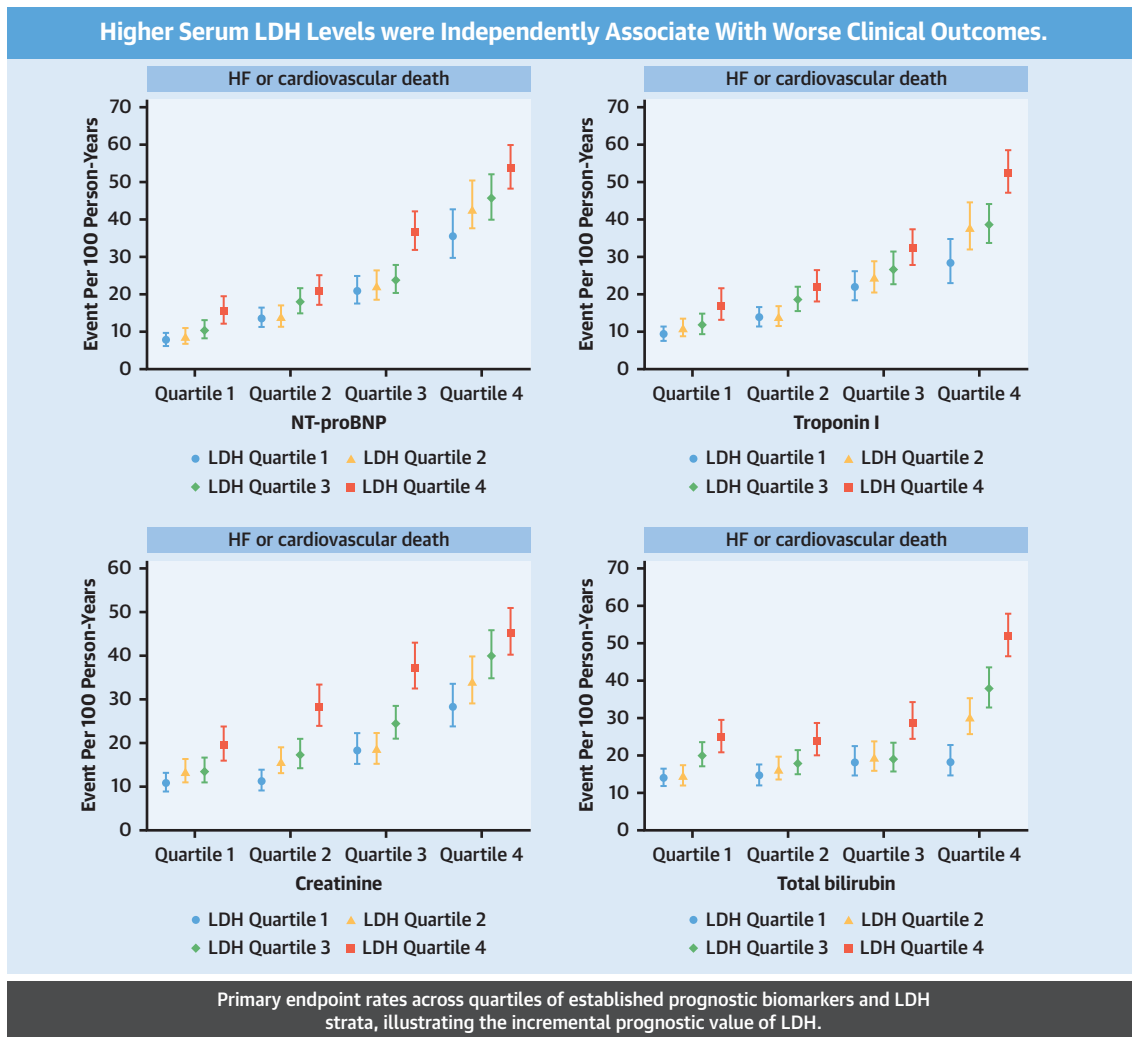 Higher Serum LDH Levels were Independently Associate With Worse Clinical Outcomes.
HF or cardiovascular death
Event Per 100 Person-Years
70
60
50
40
30
20
10
0
Quartile 1 Quartile 2 Quartile 3 Quartile 4
NT-proBNP
LDH Quartile 1 LDH Quartile 2
LDH Quartile 3 LDH Quartile 4
HF or cardiovascular death
Event Per 100 Person-Years
70
60
50
40
30
20
10
0
Quartile 1 Quartile 2 Quartile 3 Quartile 4
Troponin I
LDH Quartile 1 LDH Quartile 2
LDH Quartile 3 LDH Quartile 4
HF or cardiovascular death
Event Per 100 Person-Years
60
50
40
30
20
10
0
Quartile 1 Quartile 2 Quartile 3 Quartile 4
Creatinine
LDH Quartile 1 LDH Quartile 2
LDH Quartile 3 LDH Quartile 4
HF or cardiovascular death
Event Per 100 Person-Years
70
60
50
40
30
20
10
0
Quartile 1 Quartile 2 Quartile 3 Quartile 4
Total bilirubin
LDH Quartile 1 LDH Quartile 2
LDH Quartile 3 LDH Quartile 4
Primary endpoint rates across quartiles of established prognostic biomarkers and LDH
strata, illustrating the incremental prognostic value of LDH.